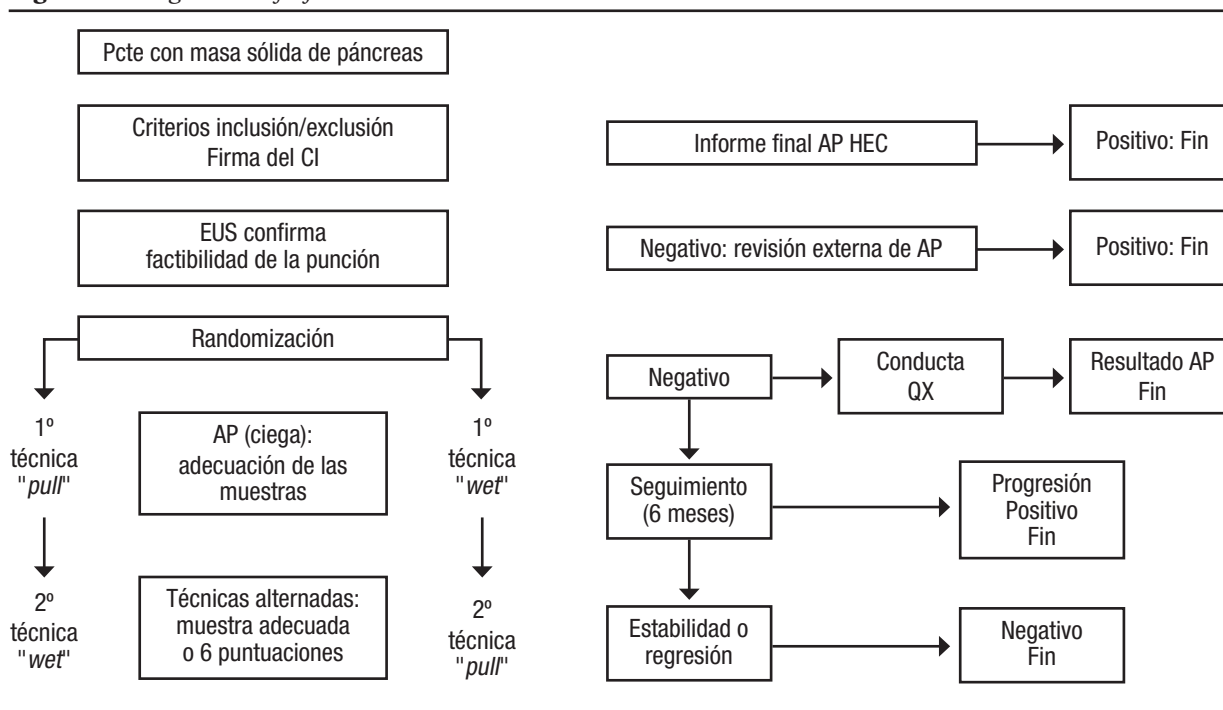 Pcte con masa sólida de páncreas
Criterios inclusión/exclusión
Firma del CI
EUS confirma
factibilidad de la punción
Randomización
1º
técnica
"pull"
AP (ciega):
adecuación de las
muestras
1º
técnica
"wet"
2º
técnica
"wet"
Técnicas alternadas:
muestra adecuada
o 6 puntuaciones
2º
técnica
"pull"
Informe final AP HEC
Positivo: Fin
Negativo: revisión externa de AP
Positivo: Fin
Negativo
Conducta
QX
Resultado AP
Fin
Seguimiento
(6 meses)
Progresión
Positivo
Fin
Estabilidad o
regresión
Negativo
Fin